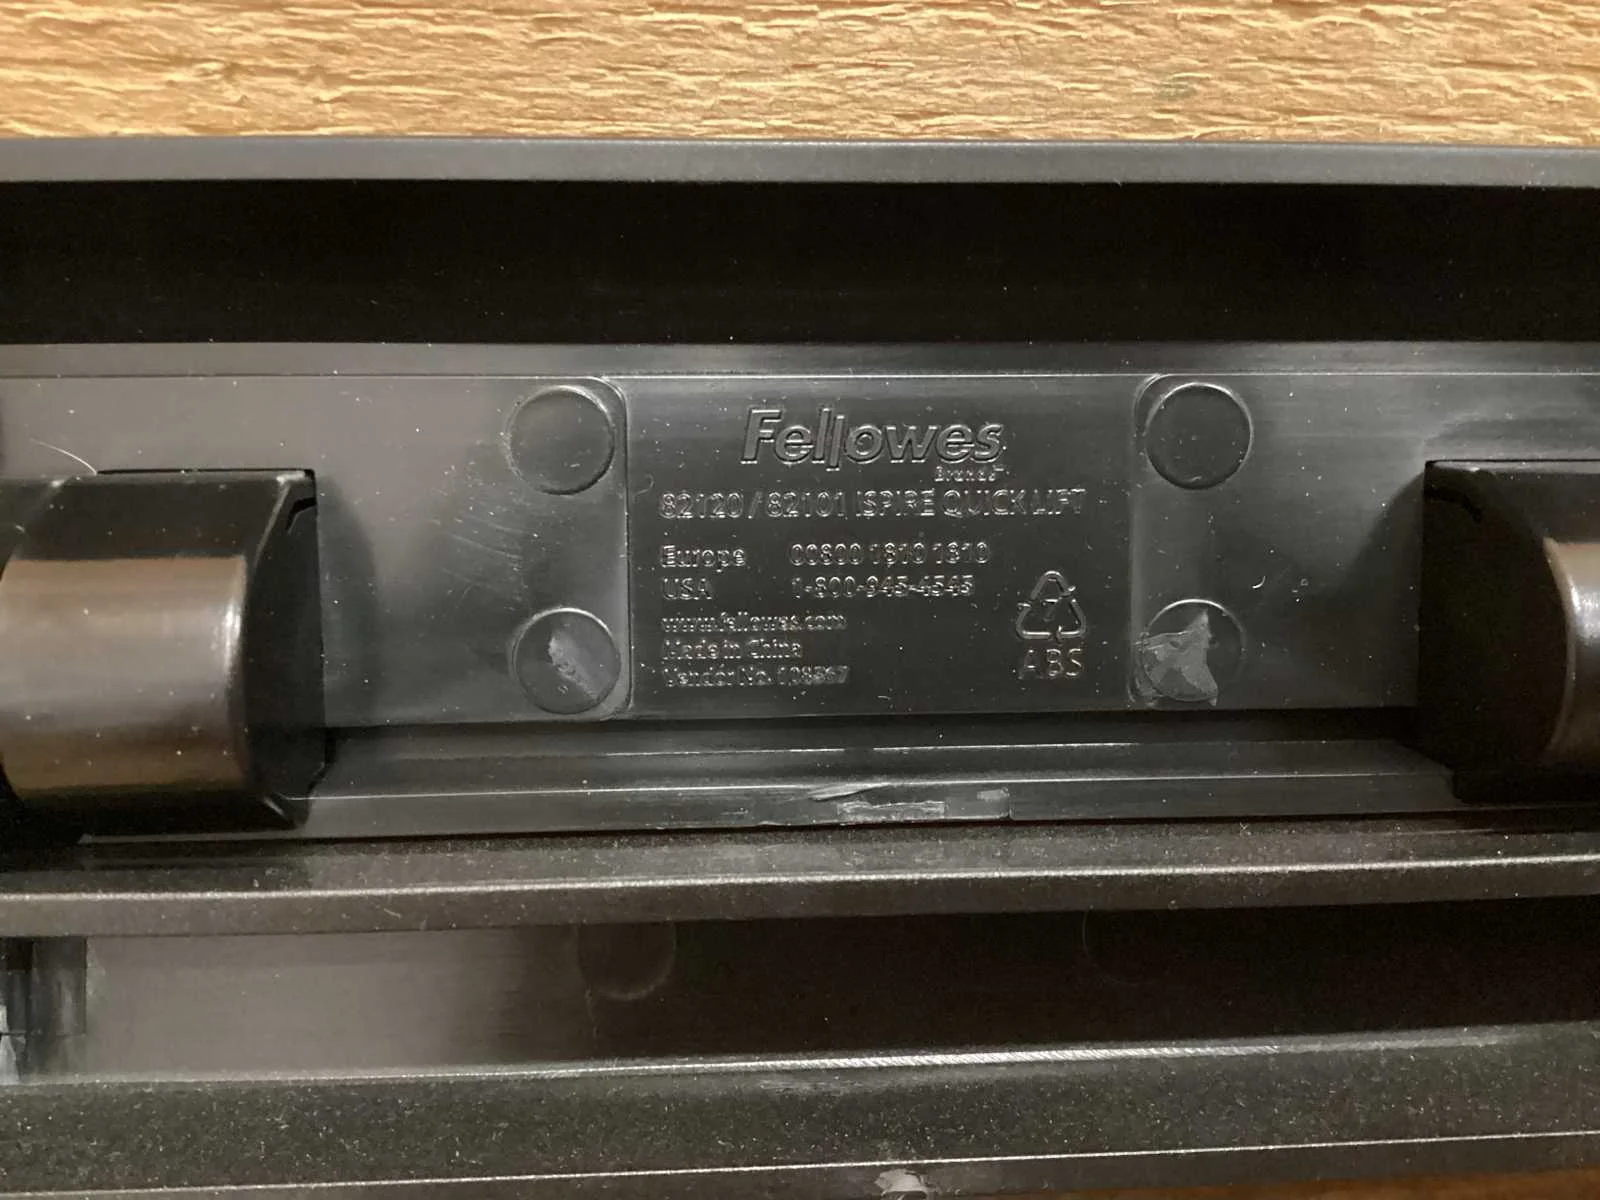 Fellowes
Brands
82120 / 82101 ISPIRE QUICK LIFT
Europe 00800 1810 1810
USA 1-800-945-4545
www.fellowes.com
Made in China
Vendor No. 108567
7
ABS